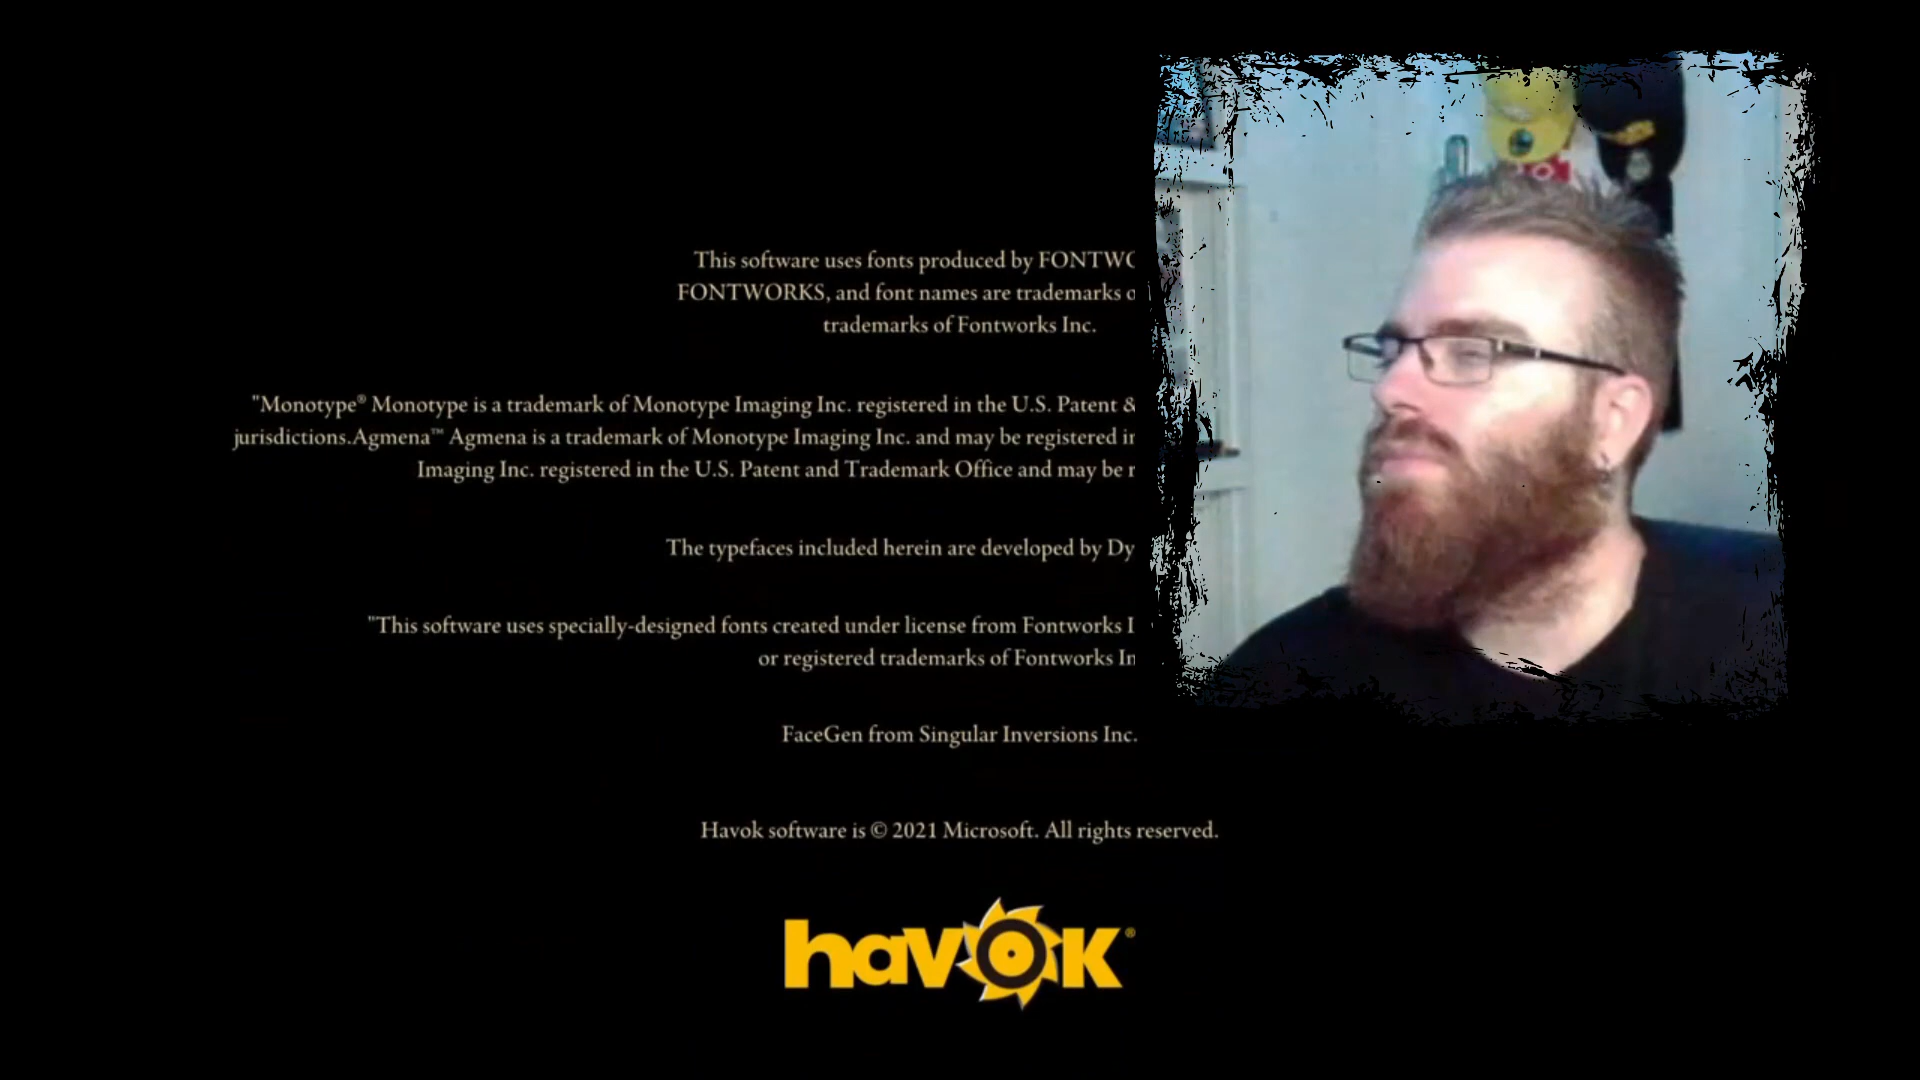 This software uses fonts produced by FONTWO
FONTWORKS, and font names are trademarks o
trademarks of Fontworks Inc.
"Monotype® Monotype is a trademark of Monotype Imaging Inc. registered in the U.S. Patent &
jurisdictions.Agmena™ Agmena is a trademark of Monotype Imaging Inc. and may be registered in
Imaging Inc. registered in the U.S. Patent and Trademark Office and may be r
The typefaces included herein are developed by Dy
"This software uses specially-designed fonts created under license from Fontworks I
or registered trademarks of Fontworks In
FaceGen from Singular Inversions Inc.
Havok software is © 2021 Microsoft. All rights reserved.
havok®